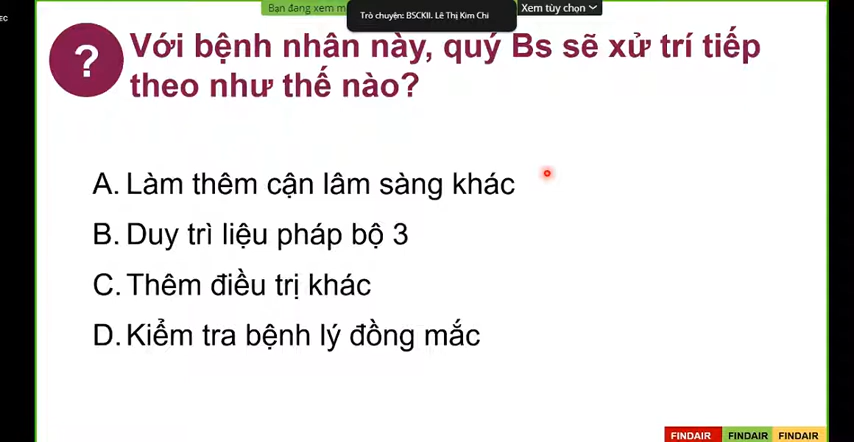 EC
Bạn đang xem m
Trò chuyện: BSCKII. Lê Thị Kim Chi
Xem tùy chọn
? Với bệnh nhân này, quý Bs sẽ xử trí tiếp
theo như thế nào?
A. Làm thêm cận lâm sàng khác
B. Duy trì liệu pháp bộ 3
C. Thêm điều trị khác
D. Kiểm tra bệnh lý đồng mắc
FINDAIR FINDAIR FINDAIR